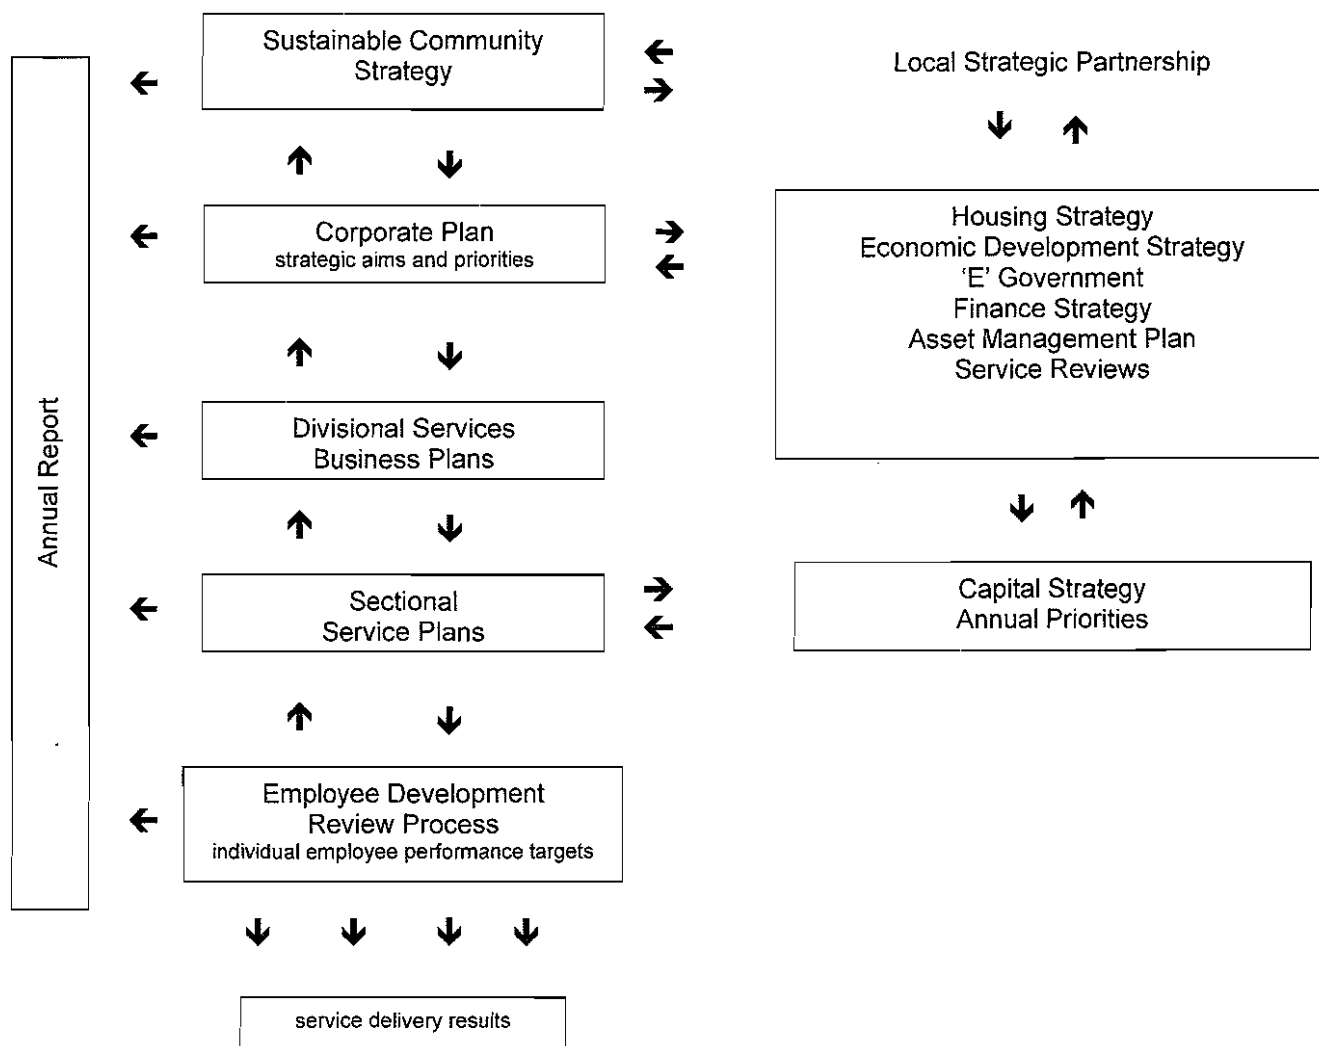 Sustainable Community
Strategy
Local Strategic Partnership
Corporate Plan
strategic aims and priorities
Housing Strategy
Economic Development Strategy
‘E’ Government
Finance Strategy
Asset Management Plan
Service Reviews
Annual Report
Divisional Services
Business Plans
Sectional
Service Plans
Capital Strategy
Annual Priorities
Employee Development
Review Process
individual employee performance targets
service delivery results